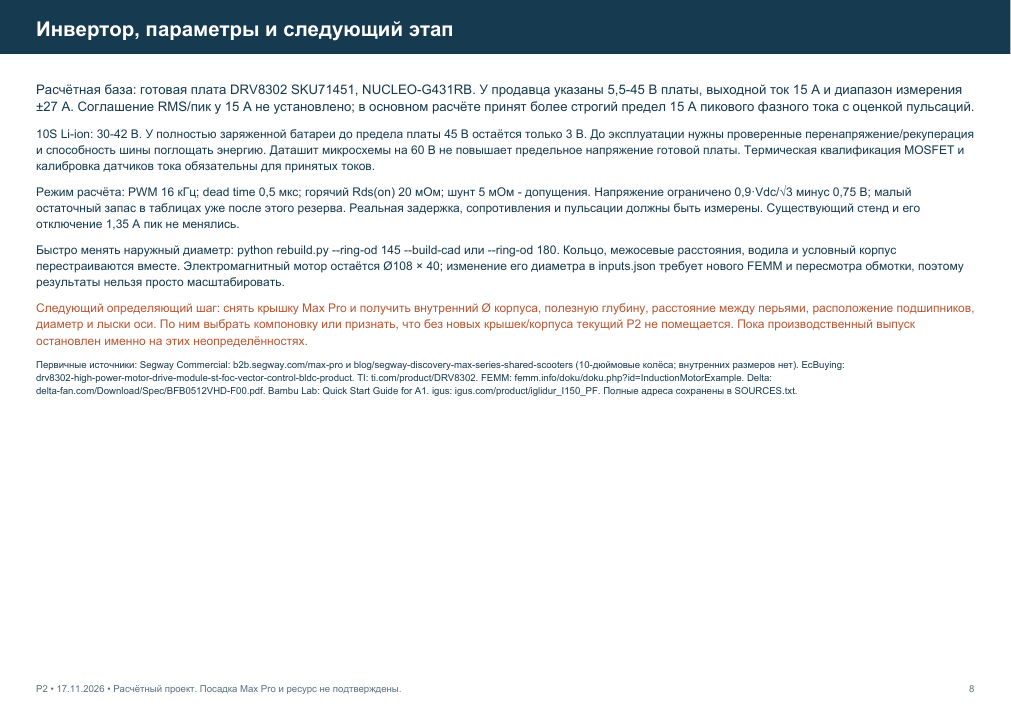 Инвертор, параметры и следующий этап
Расчётная база: готовая плата DRV8302 SKU71451, NUCLEO-G431RB. У продавца указаны 5,5-45 В платы, выходной ток 15 А и диапазон измерения
±27 А. Соглашение RMS/пик у 15 А не установлено; в основном расчёте принят более строгий предел 15 А пикового фазного тока с оценкой пульсаций.
10S Li-ion: 30-42 В. У полностью заряженной батареи до предела платы 45 В остаётся только 3 В. До эксплуатации нужны проверенные перенапряжение/рекуперация
и способность шины поглощать энергию. Даташит микросхемы на 60 В не повышает предельное напряжение готовой платы. Термическая квалификация MOSFET и
калибровка датчиков тока обязательны для принятых токов.
Режим расчёта: PWM 16 кГц; dead time 0,5 мкс; горячий Rds(on) 20 мОм; шунт 5 мОм - допущения. Напряжение ограничено 0,9·Vdc/√3 минус 0,75 В; малый
остаточный запас в таблицах уже после этого резерва. Реальная задержка, сопротивления и пульсации должны быть измерены. Существующий стенд и его
отключение 1,35 А пик не менялись.
Быстро менять наружный диаметр: python rebuild.py --ring-od 145 --build-cad или --ring-od 180. Кольцо, межосевые расстояния, водила и условный корпус
перестраиваются вместе. Электромагнитный мотор остаётся Ø108 × 40; изменение его диаметра в inputs.json требует нового FEMM и пересмотра обмотки, поэтому
результаты нельзя просто масштабировать.
Следующий определяющий шаг: снять крышку Max Pro и получить внутренний Ø корпуса, полезную глубину, расстояние между перьями, расположение подшипников,
диаметр и лыски оси. По ним выбрать компоновку или признать, что без новых крышек/корпуса текущий P2 не помещается. Пока производственный выпуск
остановлен именно на этих неопределённостях.
Первичные источники: Segway Commercial: b2b.segway.com/max-pro и blog/segway-discovery-max-series-shared-scooters (10-дюймовые колёса; внутренних размеров нет). EcBuying:
drv8302-high-power-motor-drive-module-st-foc-vector-control-bldc-product. TI: ti.com/product/DRV8302. FEMM: femm.info/doku/doku.php?id=InductionMotorExample. Delta:
delta-fan.com/Download/Spec/BFB0512VHD-F00.pdf. Bambu Lab: Quick Start Guide for A1. igus: igus.com/product/iglidur_I150_PF. Полные адреса сохранены в SOURCES.txt.
P2 • 17.11.2026 • Расчётный проект. Посадка Max Pro и ресурс не подтверждены.
8